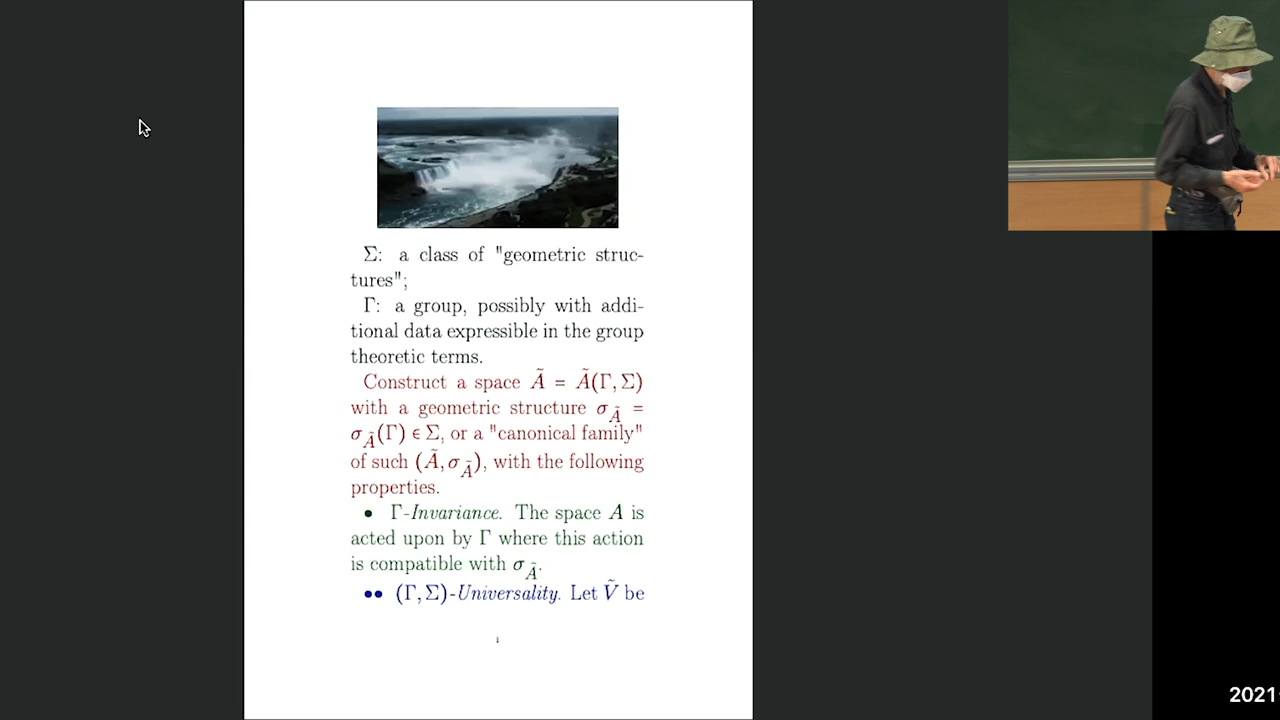 Σ: a class of "geometric struc-
tures";
Γ: a group, possibly with addi-
tional data expressible in the group
theoretic terms.
Construct a space Ã = Ã(Γ, Σ)
with a geometric structure σ_Ã =
σ_Ã(Γ) ∈ Σ, or a "canonical family"
of such (Ã, σ_Ã), with the following
properties.
• Γ-Invariance. The space A is
acted upon by Γ where this action
is compatible with σ_Ã.
•• (Γ, Σ)-Universality. Let Ṽ be
1
2021